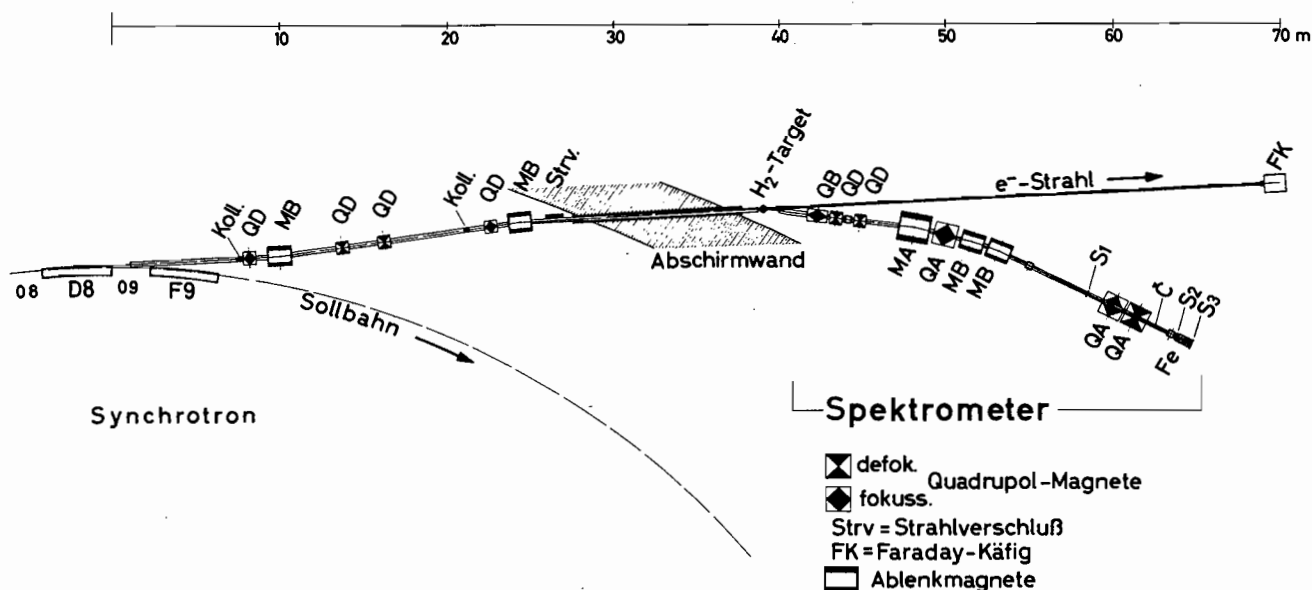 10 20 30 40 50 60 70 m
Koll. QD MB QD QD Koll. QD MB Strv. H₂-Target QB QD QD e⁻-Strahl FK
Abschirmwand
MA QA MB MB S1
08 D8 09 F9
Sollbahn
QA QA Č Fe S2 S3
Synchrotron
Spektrometer
defok.
Quadrupol-Magnete
fokuss.
Strv = Strahlverschluß
FK = Faraday-Käfig
Ablenkmagnete